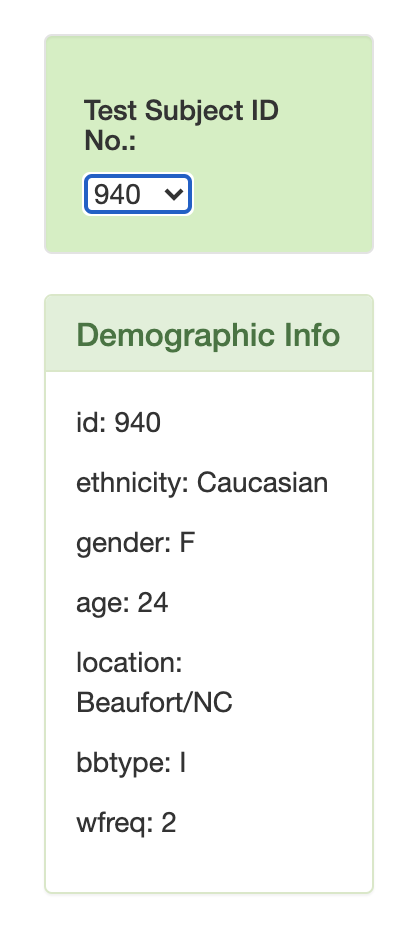 Test Subject ID
No.:
940
Demographic Info
id: 940
ethnicity: Caucasian
gender: F
age: 24
location:
Beaufort/NC
bbtype: I
wfreq: 2